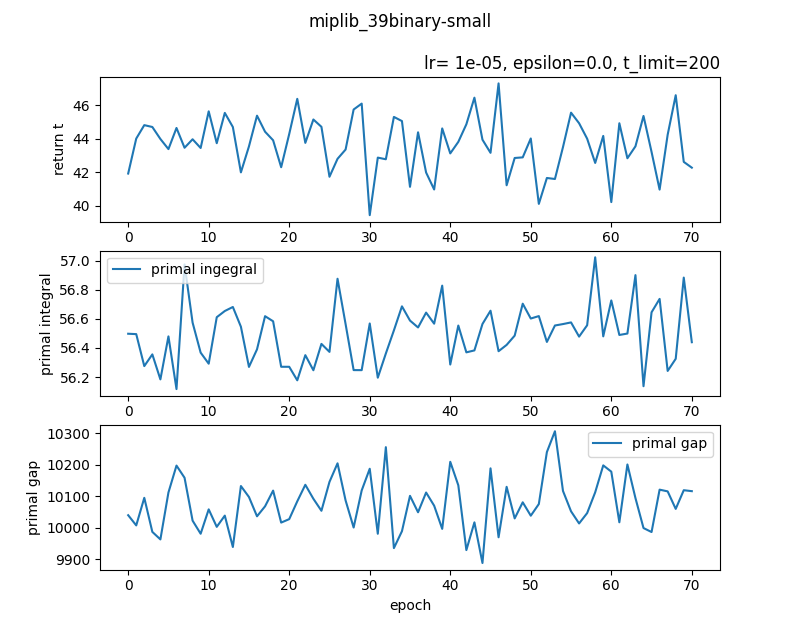 miplib_39binary-small
lr= 1e-05, epsilon=0.0, t_limit=200
return t
46
44
42
40
0 10 20 30 40 50 60 70
primal integral
57.0
56.8
56.6
56.4
56.2
primal ingegral
0 10 20 30 40 50 60 70
primal gap
10300
10200
10100
10000
9900
primal gap
0 10 20 30 40 50 60 70
epoch